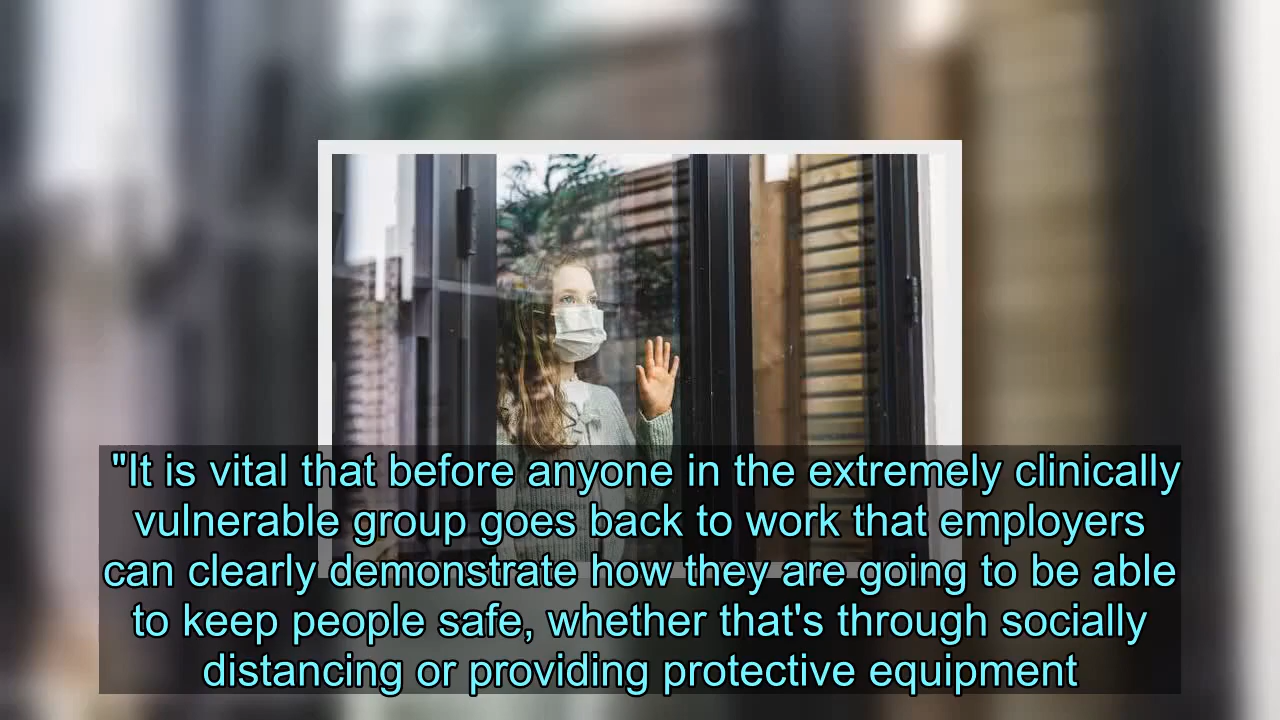 "It is vital that before anyone in the extremely clinically
vulnerable group goes back to work that employers
can clearly demonstrate how they are going to be able
to keep people safe, whether that's through socially
distancing or providing protective equipment